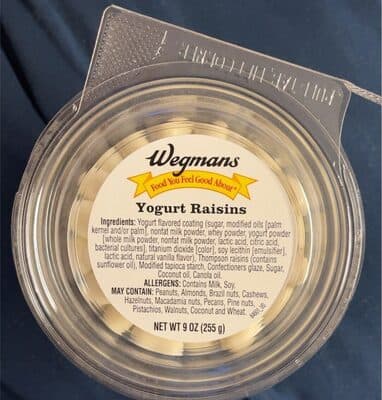 PULL TAB, LIFT CORNER
Wegmans
Food You Feel Good About®
Yogurt Raisins
Ingredients: Yogurt flavored coating (sugar, modified oils [palm
kernel and/or palm], nonfat milk powder, whey powder, yogurt powder
[whole milk powder, nonfat milk powder, lactic acid, citric acid,
bacterial cultures], titanium dioxide [color], soy lecithin [emulsifier],
lactic acid, natural vanilla flavor), Thompson raisins (contains
sunflower oil), Modified tapioca starch, Confectioners glaze, Sugar,
Coconut oil, Canola oil.
ALLERGENS: Contains Milk, Soy.
MAY CONTAIN: Peanuts, Almonds, Brazil nuts, Cashews,
Hazelnuts, Macadamia nuts, Pecans, Pine nuts,
Pistachios, Walnuts, Coconut and Wheat.
NET WT 9 OZ (255 g)